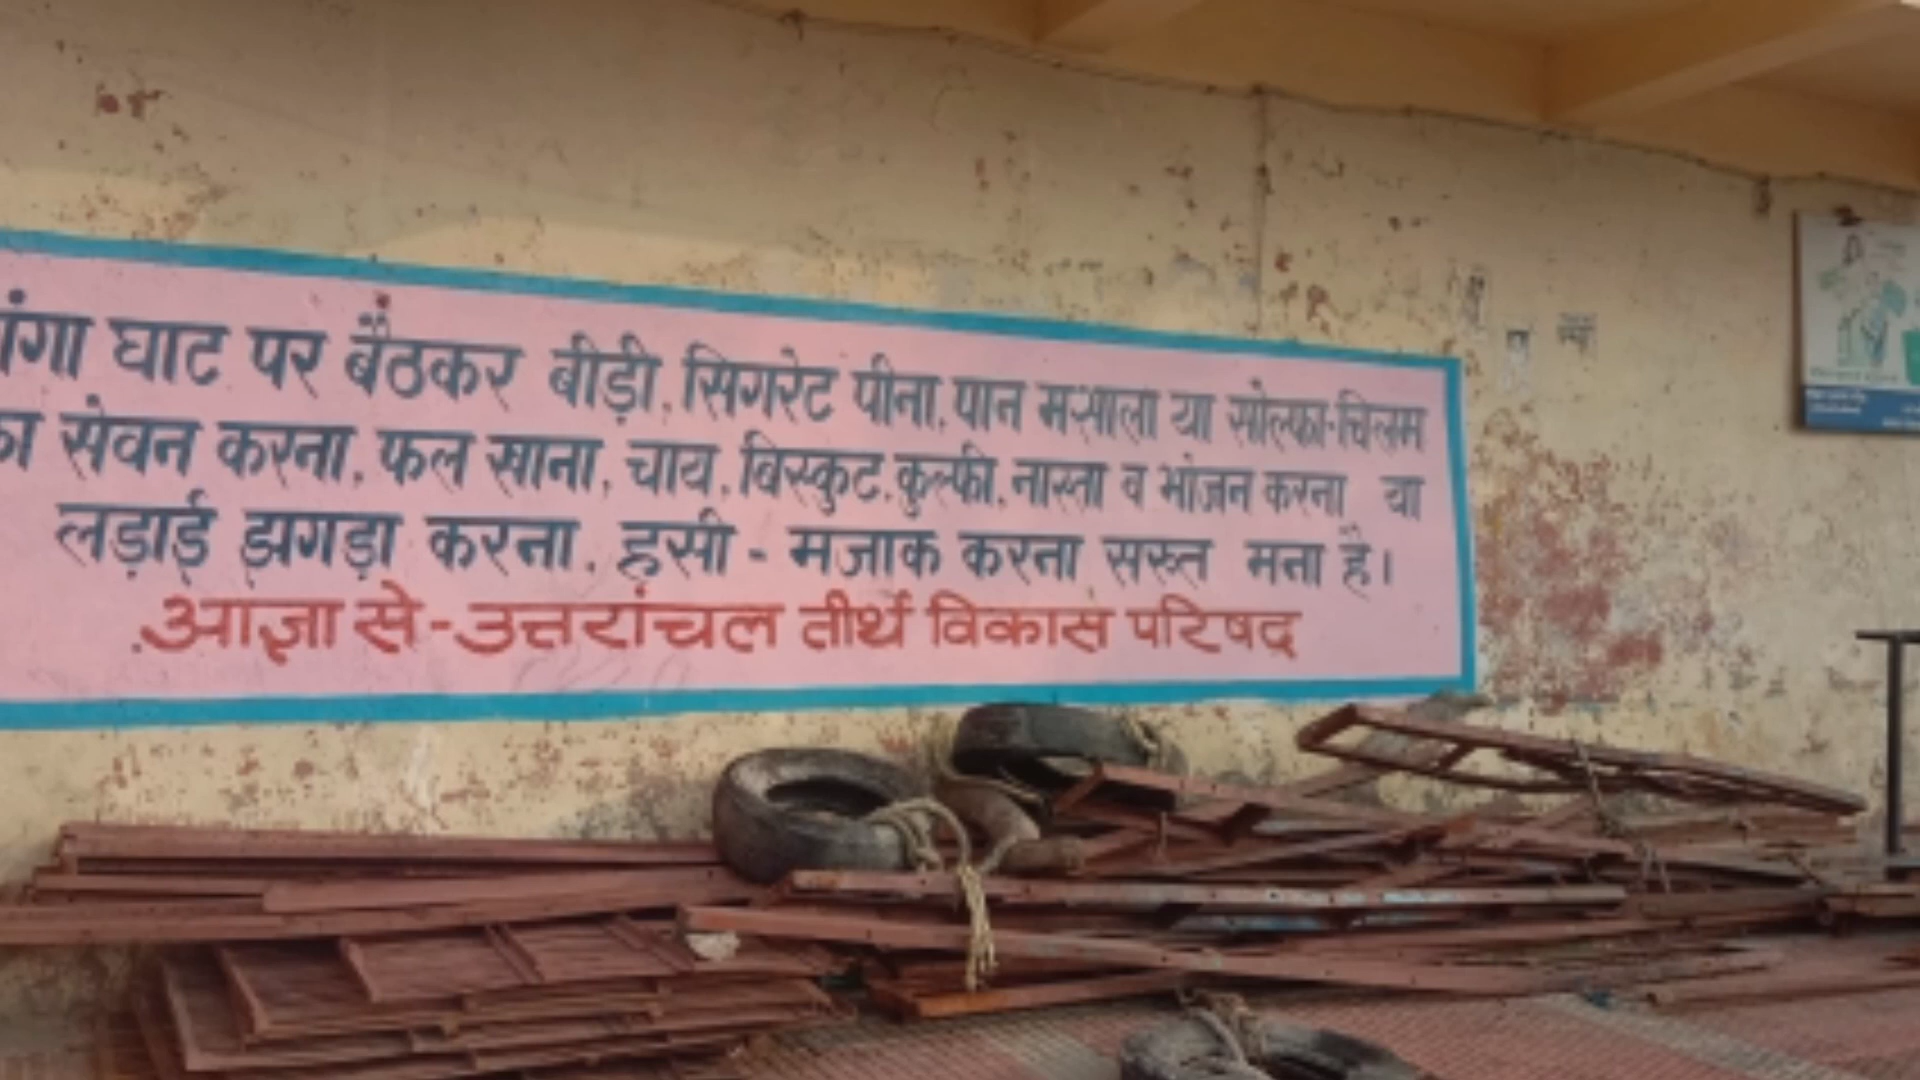 गंगा घाट पर बैठकर बीड़ी, सिगरेट पीना, पान मसाला या सोल्फा-चिलम
का सेवन करना, फल खाना, चाय, विस्कुट, कुल्फी, नास्ता व भोजन करना या
लड़ाई झगड़ा करना, हसी - मजाक करना सख्त मना है।
आज्ञा से - उत्तरांचल तीर्थ विकास परिषद